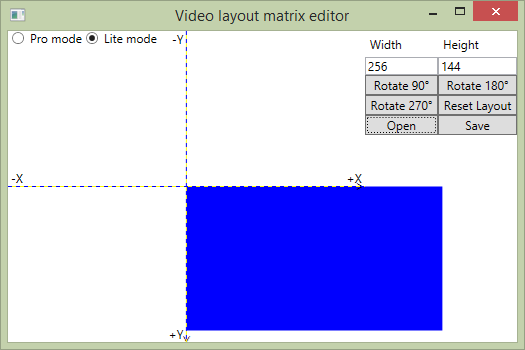 Video layout matrix editor
Pro mode Lite mode
-Y
Width Height
256 144
Rotate 90° Rotate 180°
Rotate 270° Reset Layout
Open Save
-X +X
+Y